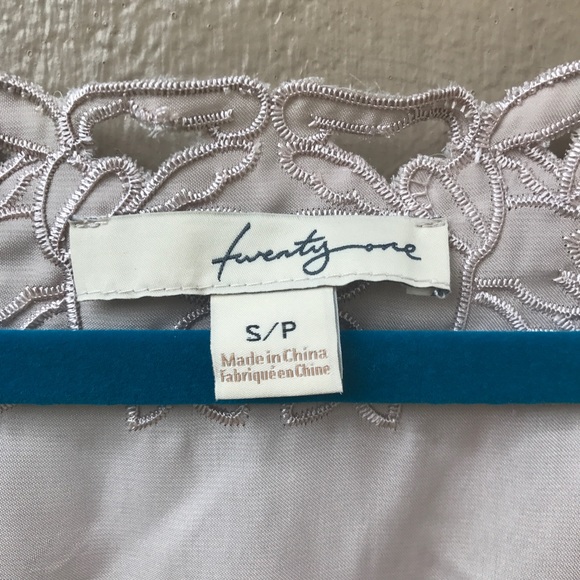 twenty one
S/P
Made in China
Fabriqué en Chine